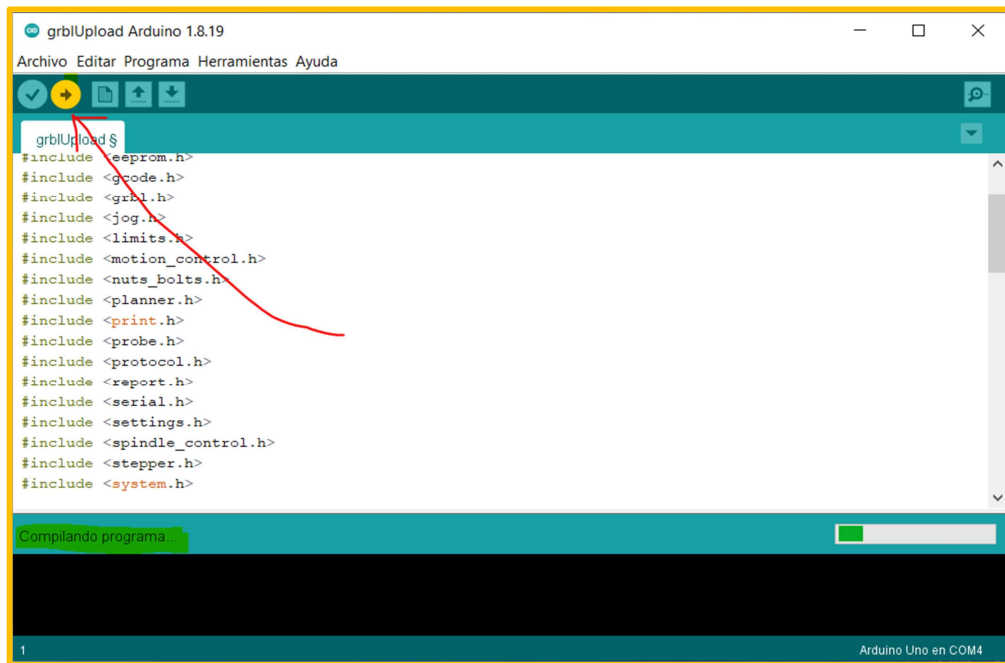 grblUpload Arduino 1.8.19
Archivo Editar Programa Herramientas Ayuda
grblUpload §
#include <eeprom.h>
#include <gcode.h>
#include <grbl.h>
#include <jog.h>
#include <limits.h>
#include <motion_control.h>
#include <nuts_bolts.h>
#include <planner.h>
#include <print.h>
#include <probe.h>
#include <protocol.h>
#include <report.h>
#include <serial.h>
#include <settings.h>
#include <spindle_control.h>
#include <stepper.h>
#include <system.h>
Compilando programa...
1
Arduino Uno en COM4